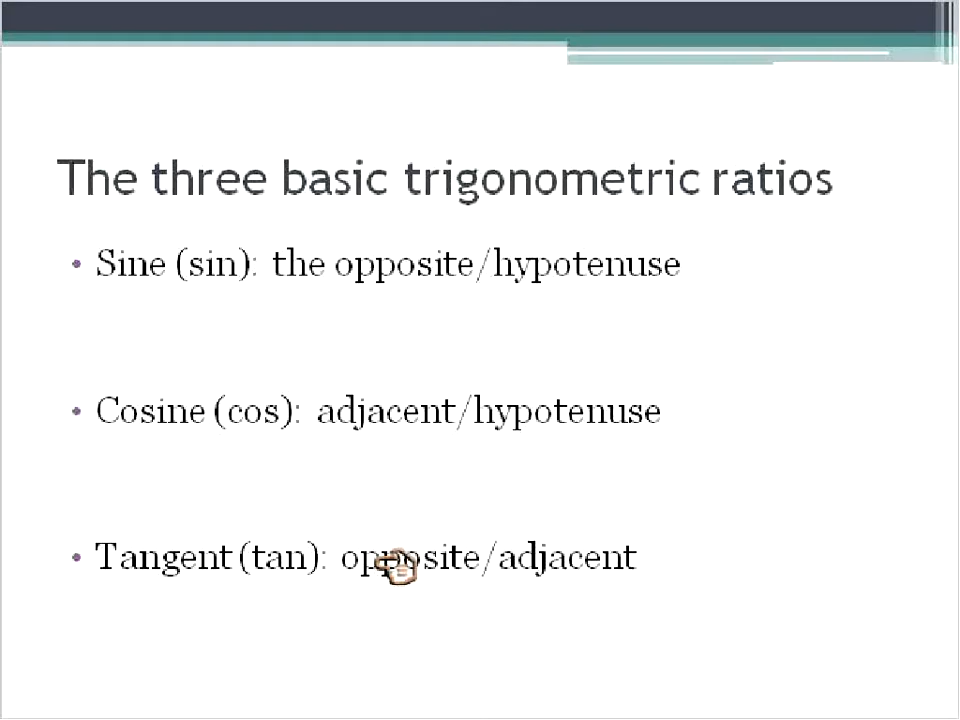 The three basic trigonometric ratios
• Sine (sin): the opposite/hypotenuse
• Cosine (cos): adjacent/hypotenuse
• Tangent (tan): opposite/adjacent